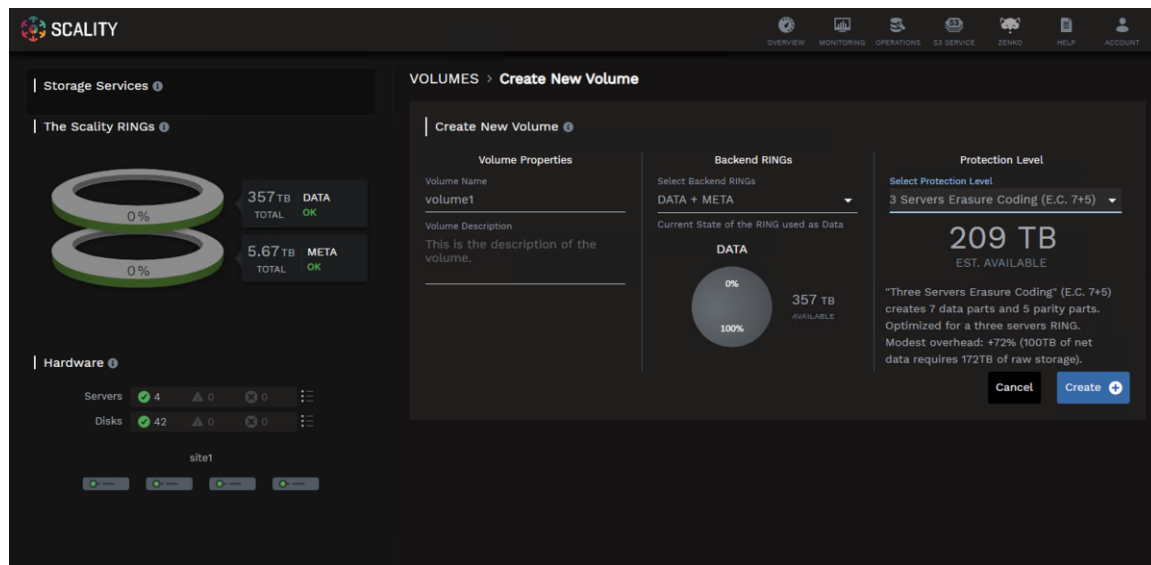 SCALITY
OVERVIEW
MONITORING
OPERATIONS
S3 SERVICE
ZENKO
HELP
ACCOUNT
Storage Services
The Scality RINGs
0%
357TB DATA
TOTAL OK
0%
5.67TB META
TOTAL OK
Hardware
Servers 4 0 0
Disks 42 0 0
site1
VOLUMES > Create New Volume
Create New Volume
Volume Properties
Volume Name
volume1
Volume Description
This is the description of the
volume.
Backend RINGs
Select Backend RINGs
DATA + META
Current State of the RING used as Data
DATA
0%
100%
357 TB
AVAILABLE
Protection Level
Select Protection Level
3 Servers Erasure Coding (E.C. 7+5)
209 TB
EST. AVAILABLE
"Three Servers Erasure Coding" (E.C. 7+5)
creates 7 data parts and 5 parity parts.
Optimized for a three servers RING.
Modest overhead: +72% (100TB of net
data requires 172TB of raw storage).
Cancel
Create